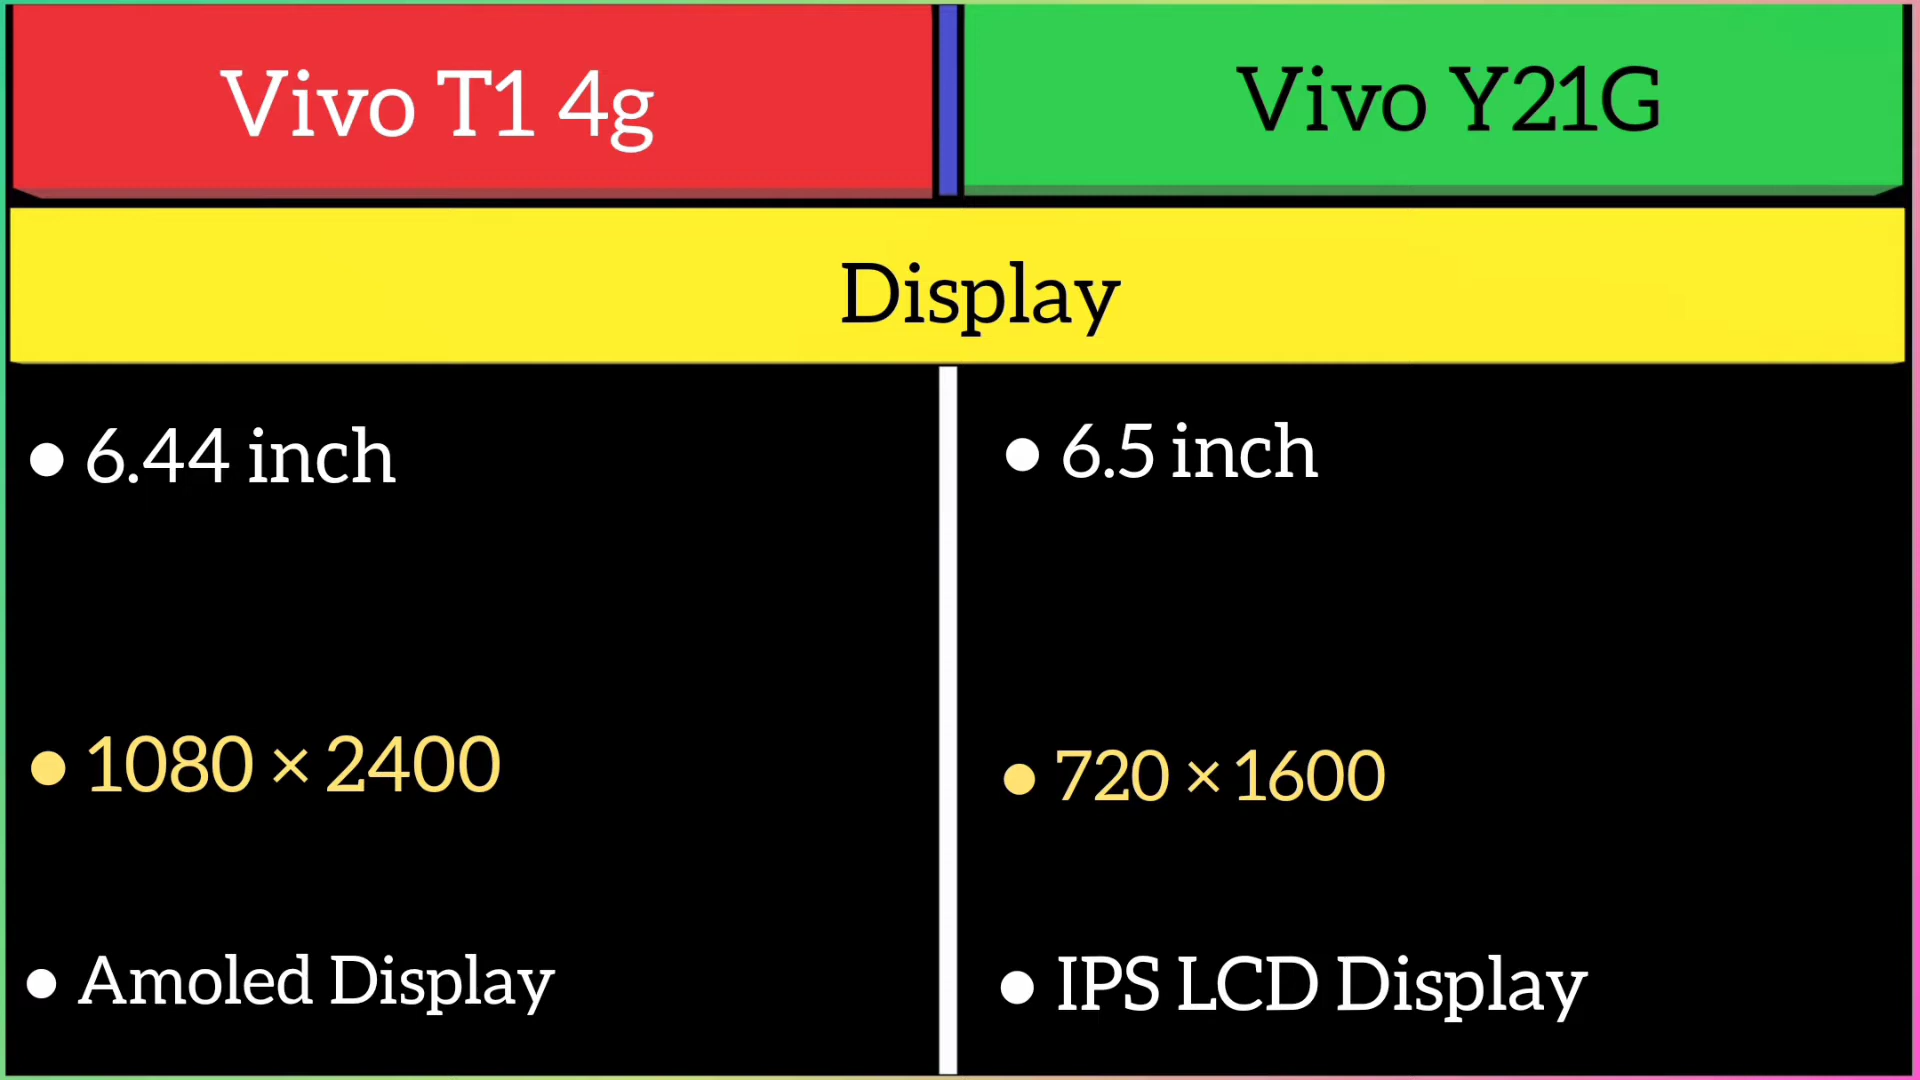 Vivo T1 4g
Vivo Y21G
Display
● 6.44 inch
● 6.5 inch
● 1080 × 2400
● 720 × 1600
● Amoled Display
● IPS LCD Display